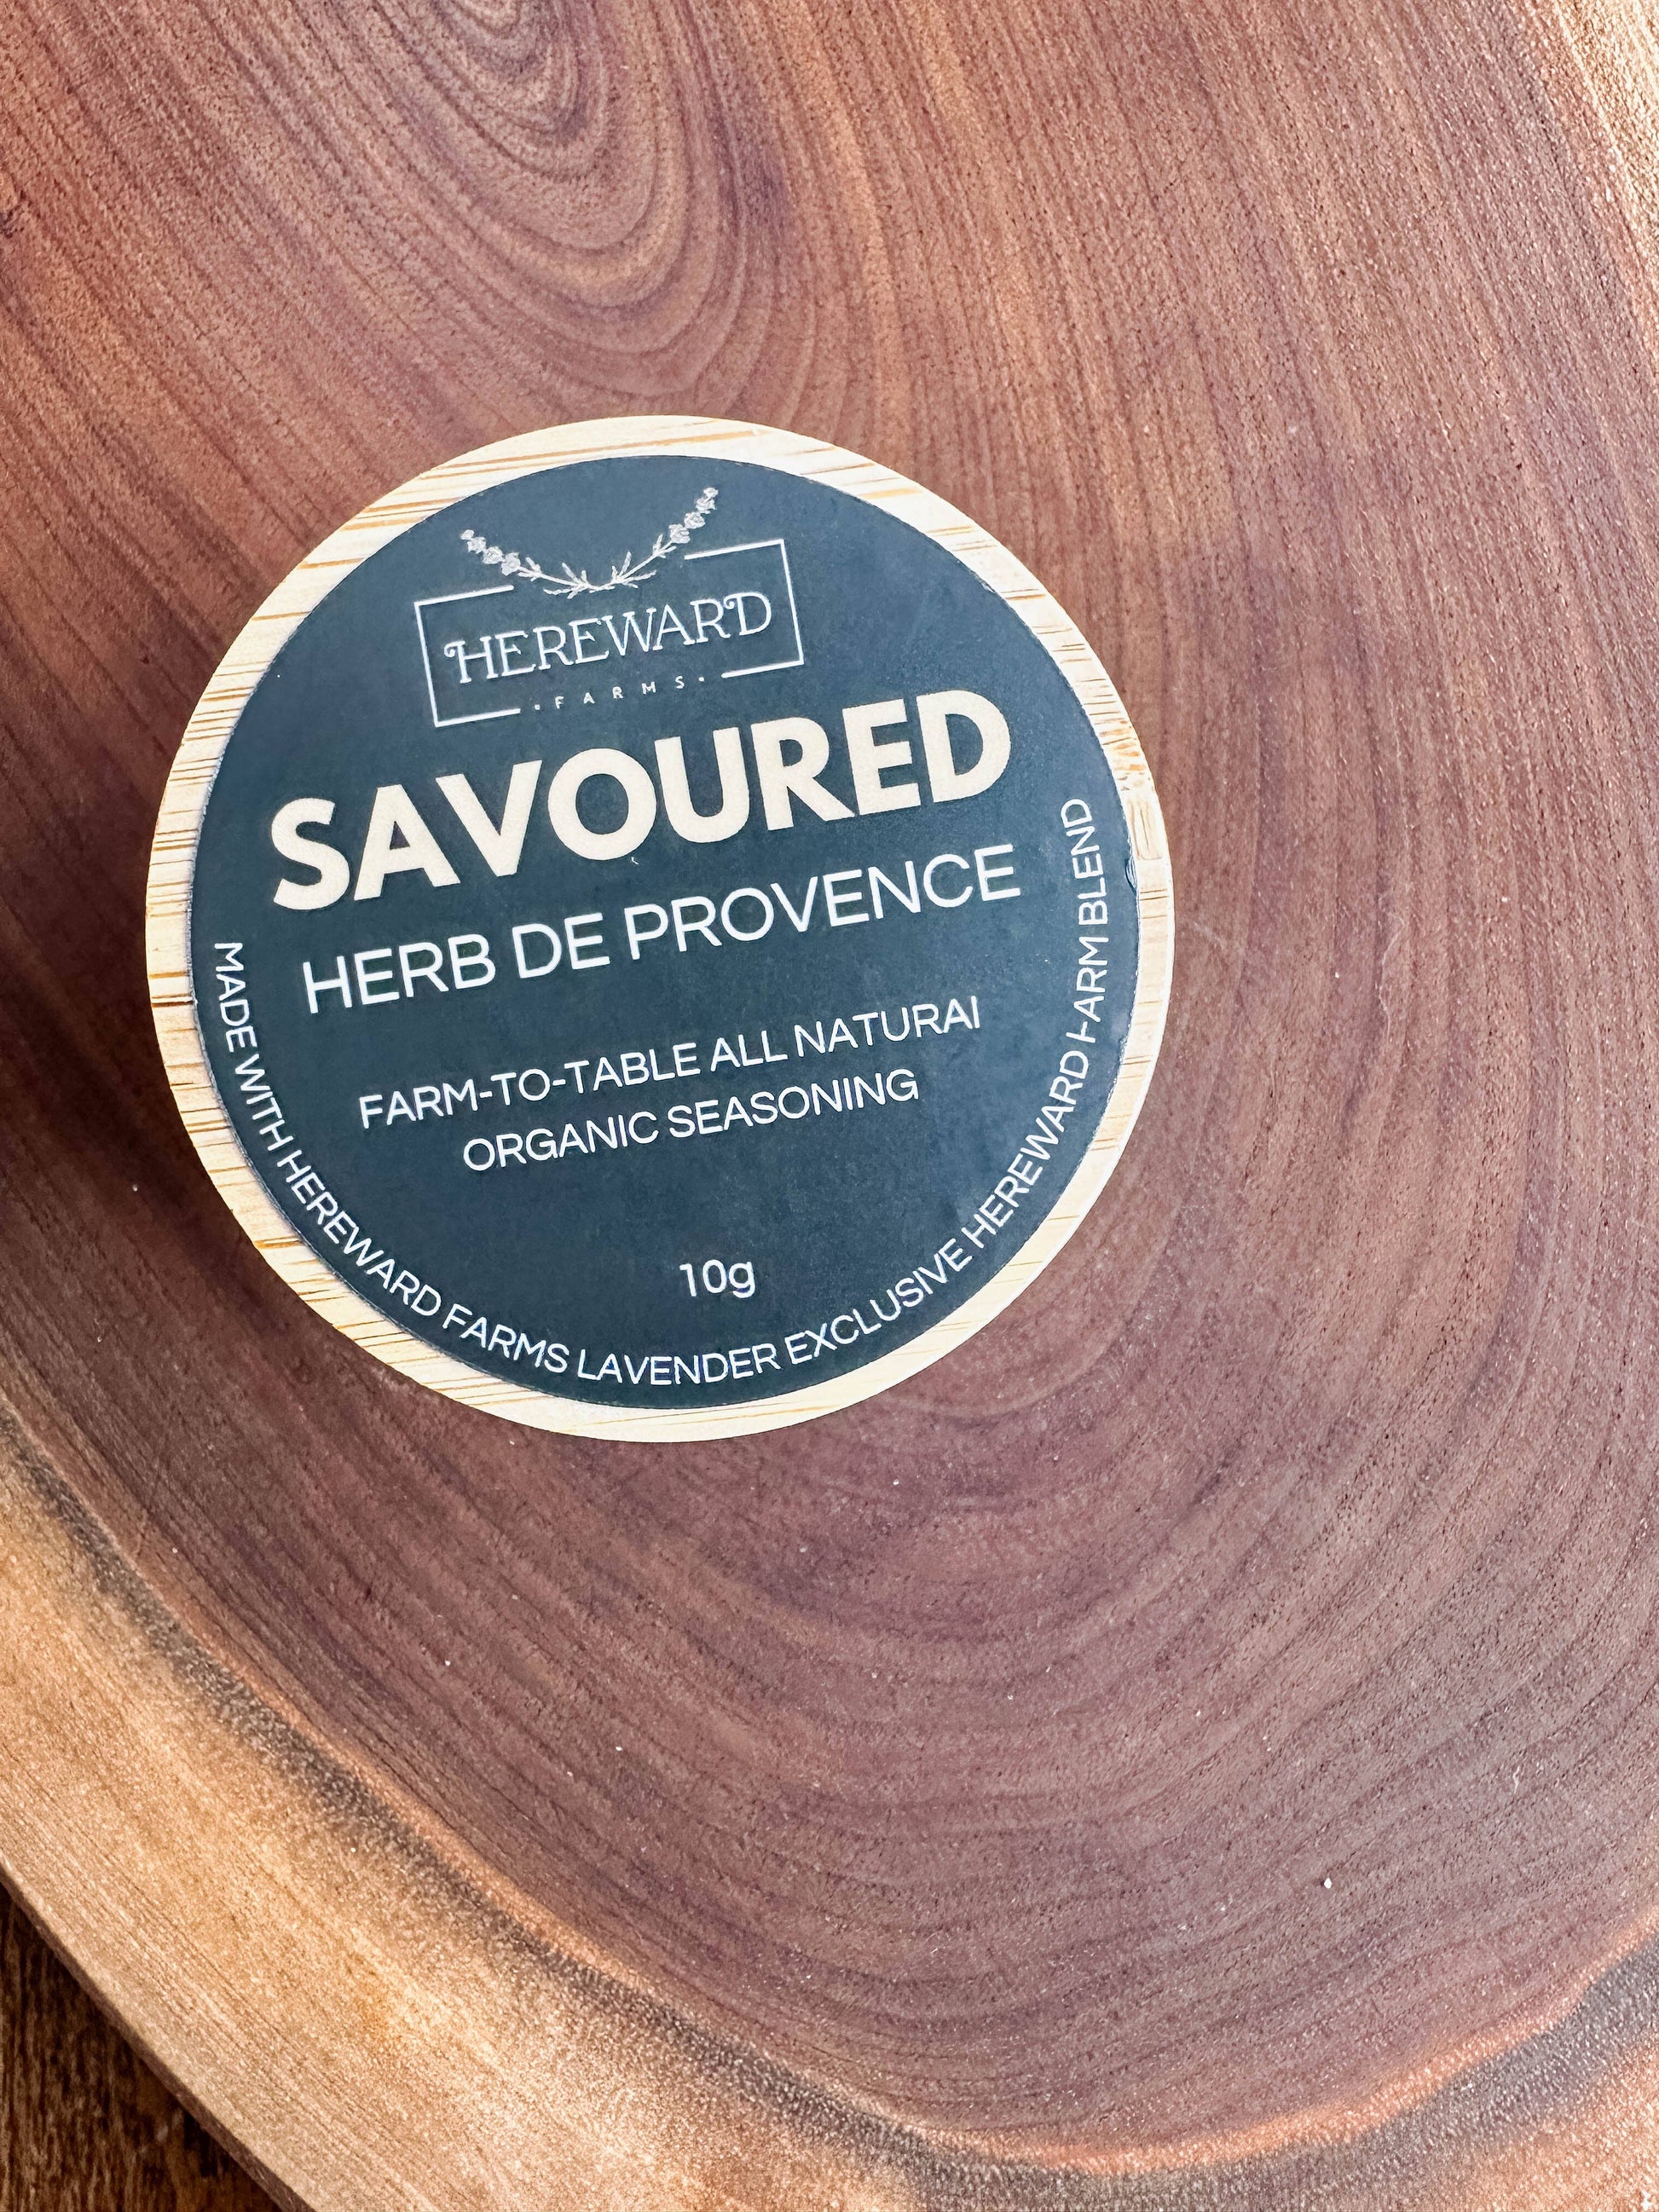 HEREWARD
· FARMS ·
SAVOURED
HERB DE PROVENCE
FARM-TO-TABLE ALL NATURAL
ORGANIC SEASONING
10g
MADE WITH HEREWARD FARMS LAVENDER EXCLUSIVE HEREWARD FARM BLEND